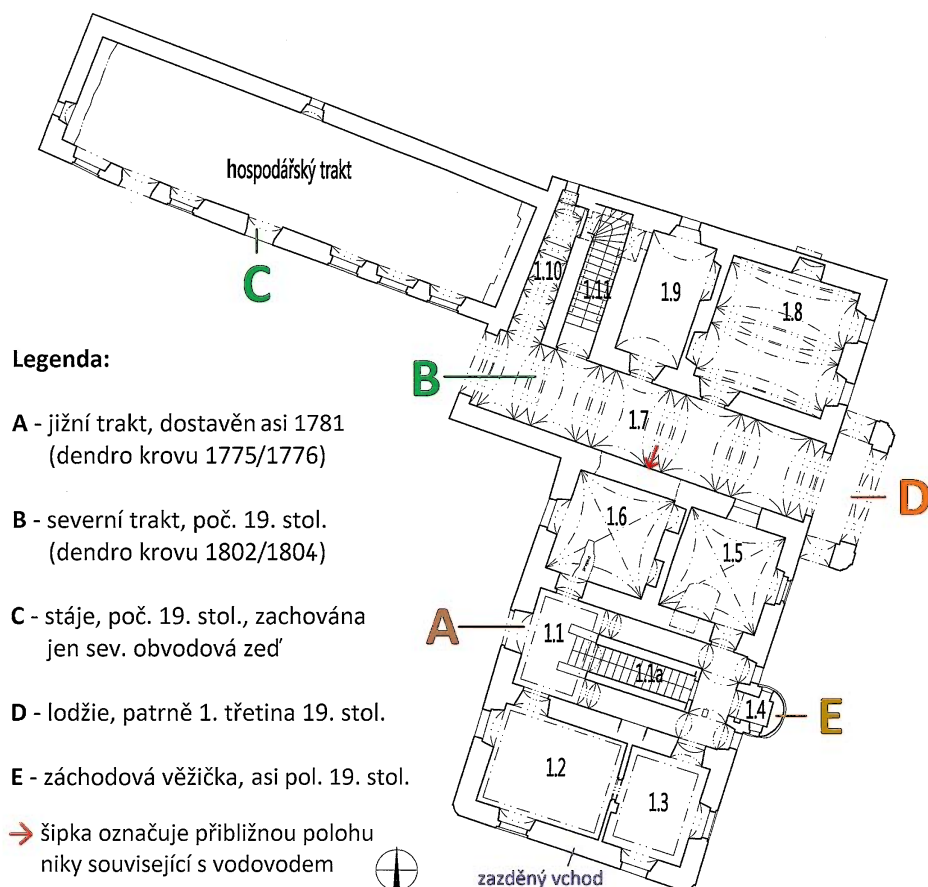 hospodářský trakt
1.10
1.11
1.9
1.8
C
B
1.7
D
1.6
1.5
A
1.1
1.1a
1.4
E
1.2
1.3
zazděný vchod
Legenda:
A - jižní trakt, dostavěn asi 1781
(dendro krovu 1775/1776)
B - severní trakt, poč. 19. stol.
(dendro krovu 1802/1804)
C - stáje, poč. 19. stol., zachována
jen sev. obvodová zeď
D - lodžie, patrně 1. třetina 19. stol.
E - záchodová věžička, asi pol. 19. stol.
šipka označuje přibližnou polohu
niky související s vodovodem